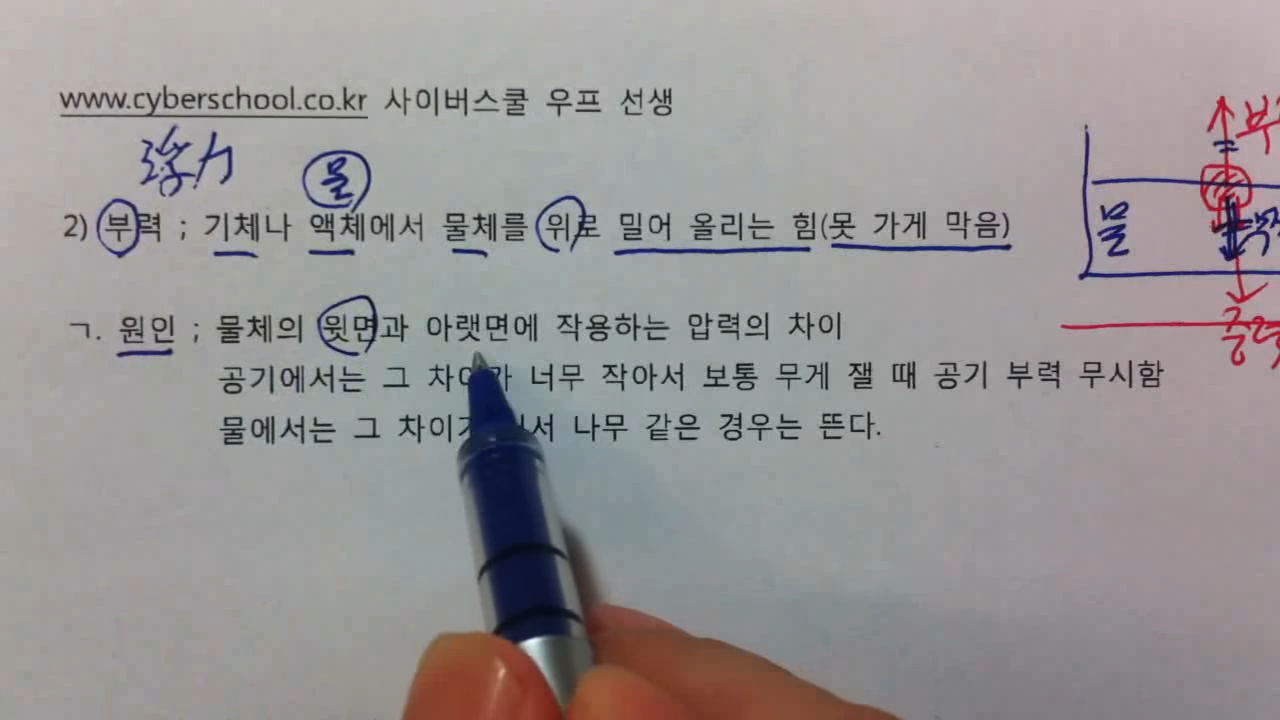 www.cyberschool.co.kr 사이버스쿨 우프 선생
浮力 물
2) 부력 ; 기체나 액체에서 물체를 위로 밀어 올리는 힘(못 가게 막음)
ㄱ. 원인 ; 물체의 윗면과 아랫면에 작용하는 압력의 차이
공기에서는 그 차이가 너무 작아서 보통 무게 잴 때 공기 부력 무시함
물에서는 그 차이가 나무 같은 경우는 뜬다.
물
중력